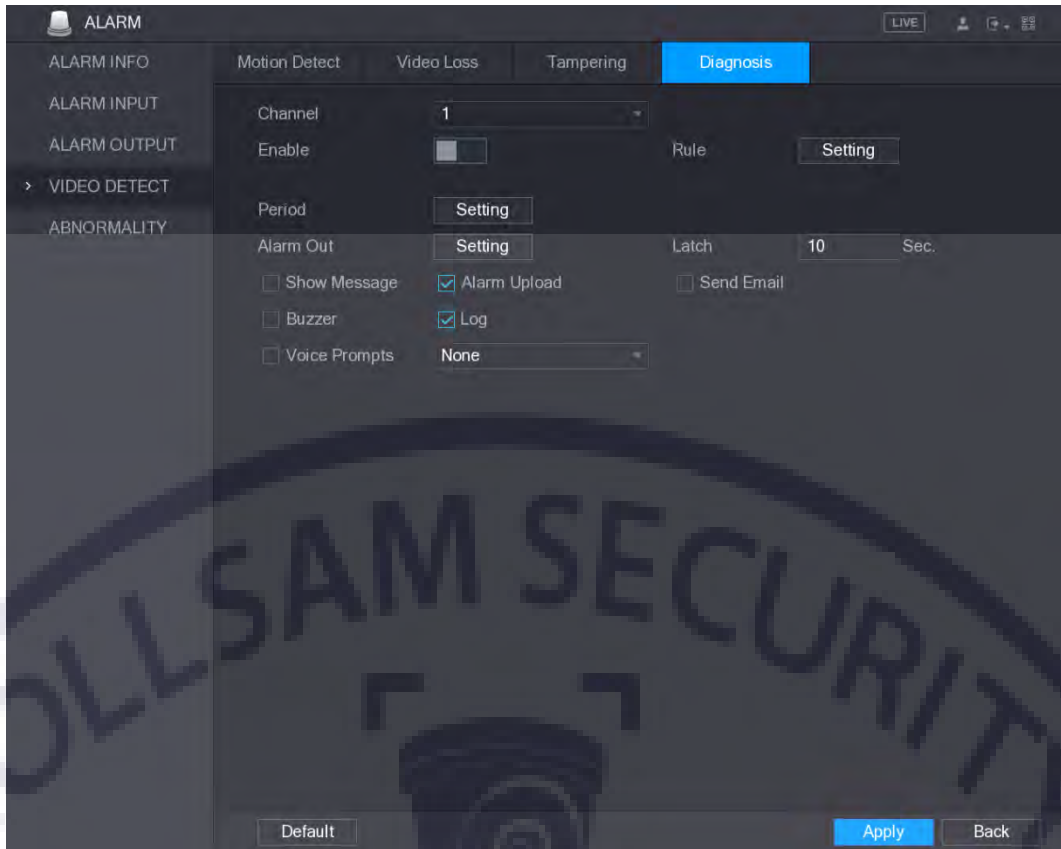 ALARM LIVE
ALARM INFO
ALARM INPUT
ALARM OUTPUT
VIDEO DETECT
ABNORMALITY
Motion Detect Video Loss Tampering Diagnosis
Channel 1
Enable Rule Setting
Period Setting
Alarm Out Setting Latch 10 Sec.
Show Message Alarm Upload Send Email
Buzzer Log
Voice Prompts None
OLLSAM SECURIT
Default Apply Back